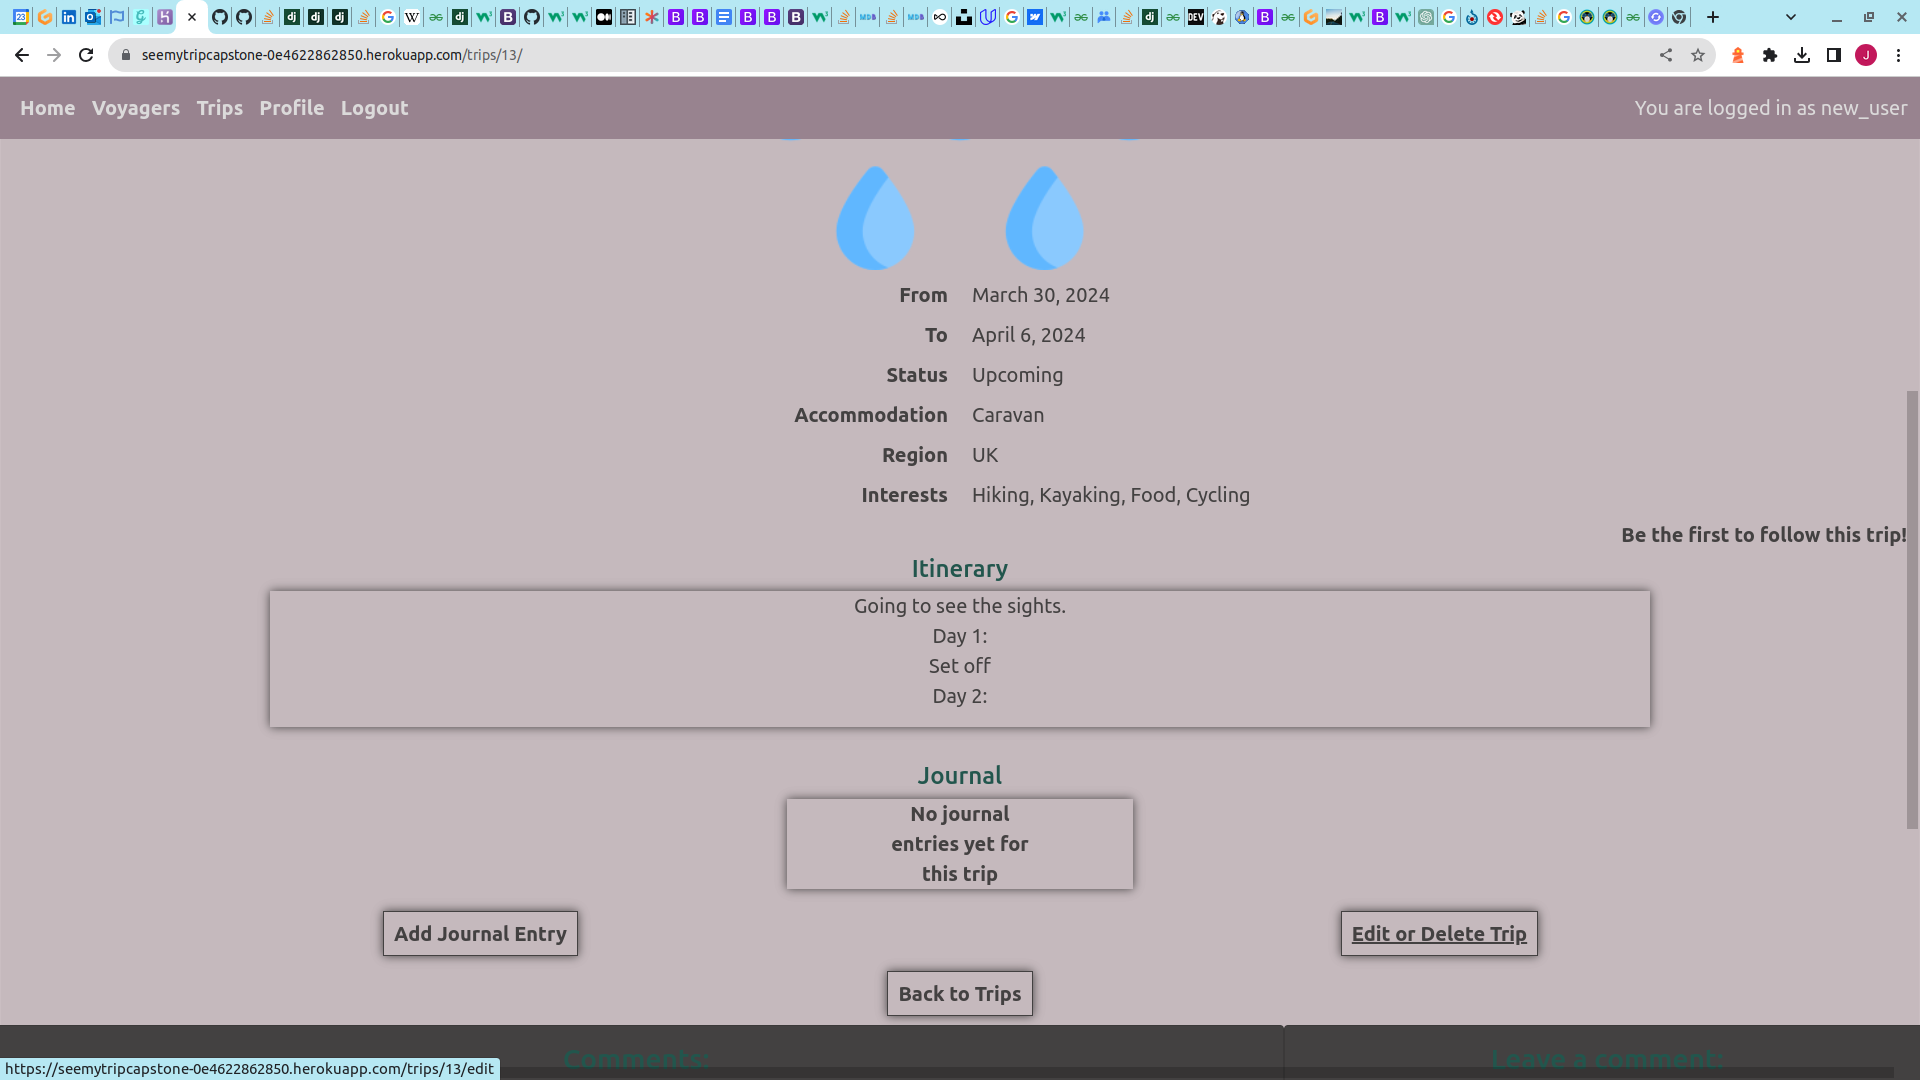 seemytripcapstone-0e4622862850.herokuapp.com/trips/13/
J
Home Voyagers Trips Profile Logout You are logged in as new_user
From March 30, 2024
To April 6, 2024
Status Upcoming
Accommodation Caravan
Region UK
Interests Hiking, Kayaking, Food, Cycling
Be the first to follow this trip!
Itinerary
Going to see the sights.
Day 1:
Set off
Day 2:
Journal
No journal
entries yet for
this trip
Add Journal Entry Edit or Delete Trip
Back to Trips
Comments: Leave a comment:
https://seemytripcapstone-0e4622862850.herokuapp.com/trips/13/edit